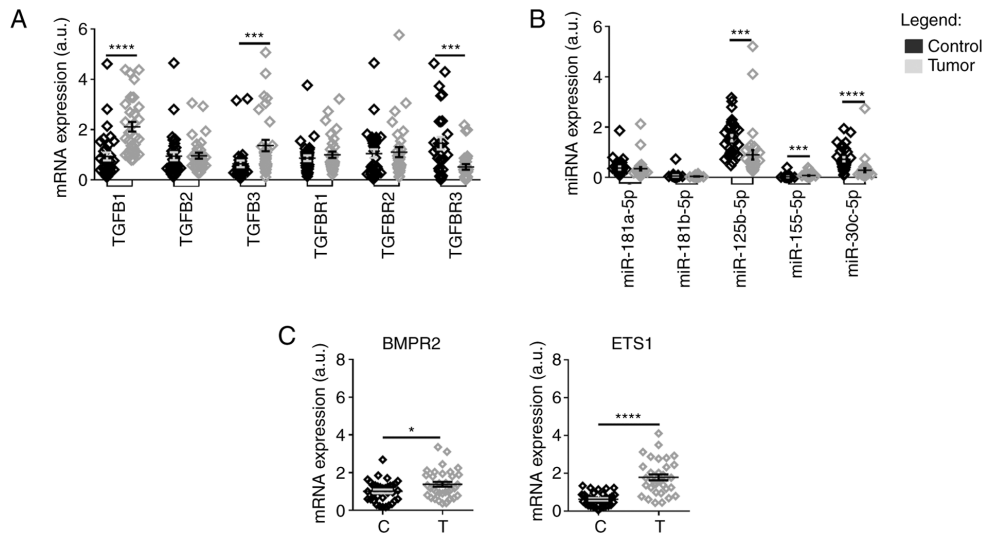 A
mRNA expression (a.u.)
6
4
2
0
****
***
***
TGFB1
TGFB2
TGFB3
TGFBR1
TGFBR2
TGFBR3
B
miRNA expression (a.u.)
6
4
2
0
***
***
****
miR-181a-5p
miR-181b-5p
miR-125b-5p
miR-155-5p
miR-30c-5p
Legend:
Control
Tumor
C
BMPR2
mRNA expression (a.u.)
8
6
4
2
0
*
C
T
ETS1
mRNA expression (a.u.)
8
6
4
2
0
****
C
T